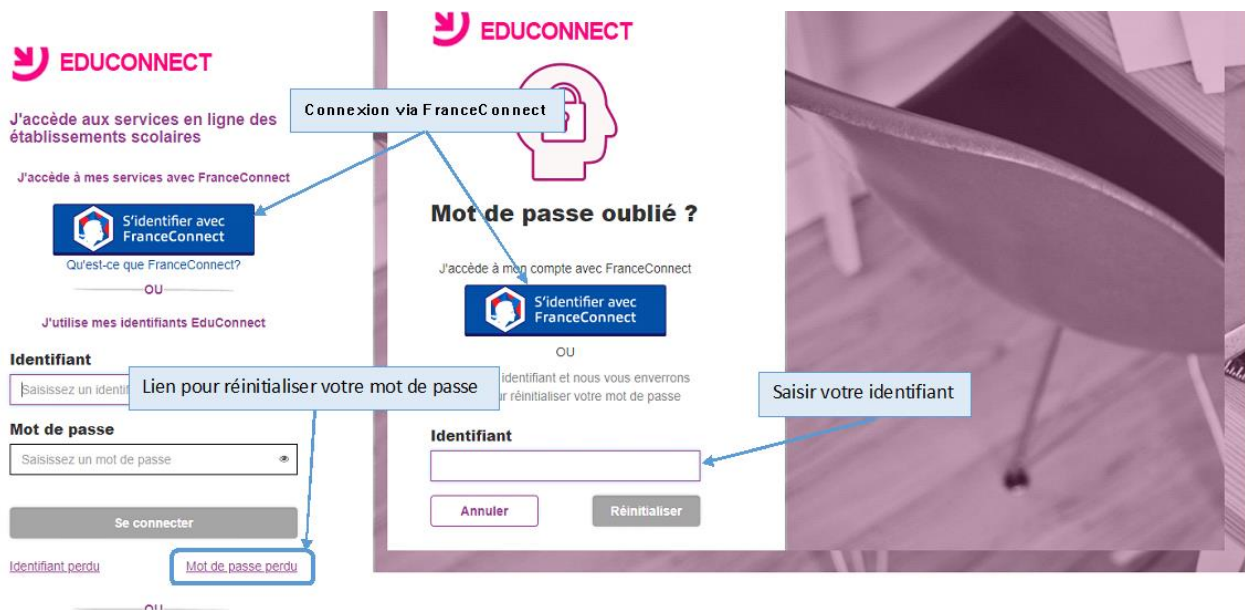 EDUCONNECT
J'accède aux services en ligne des
établissements scolaires
J'accède à mes services avec FranceConnect
S'identifier avec
FranceConnect
Qu'est-ce que FranceConnect?
OU
J'utilise mes identifiants EduConnect
Identifiant
Saisissez un identif
Mot de passe
Saisissez un mot de passe
Se connecter
Identifiant perdu
Mot de passe perdu
OU
Connexion via FranceConnect
Lien pour réinitialiser votre mot de passe
EDUCONNECT
Mot de passe oublié ?
J'accède à mon compte avec FranceConnect
S'identifier avec
FranceConnect
OU
identifiant et nous vous enverrons
réinitialiser votre mot de passe
Identifiant
Annuler
Réinitialiser
Saisir votre identifiant